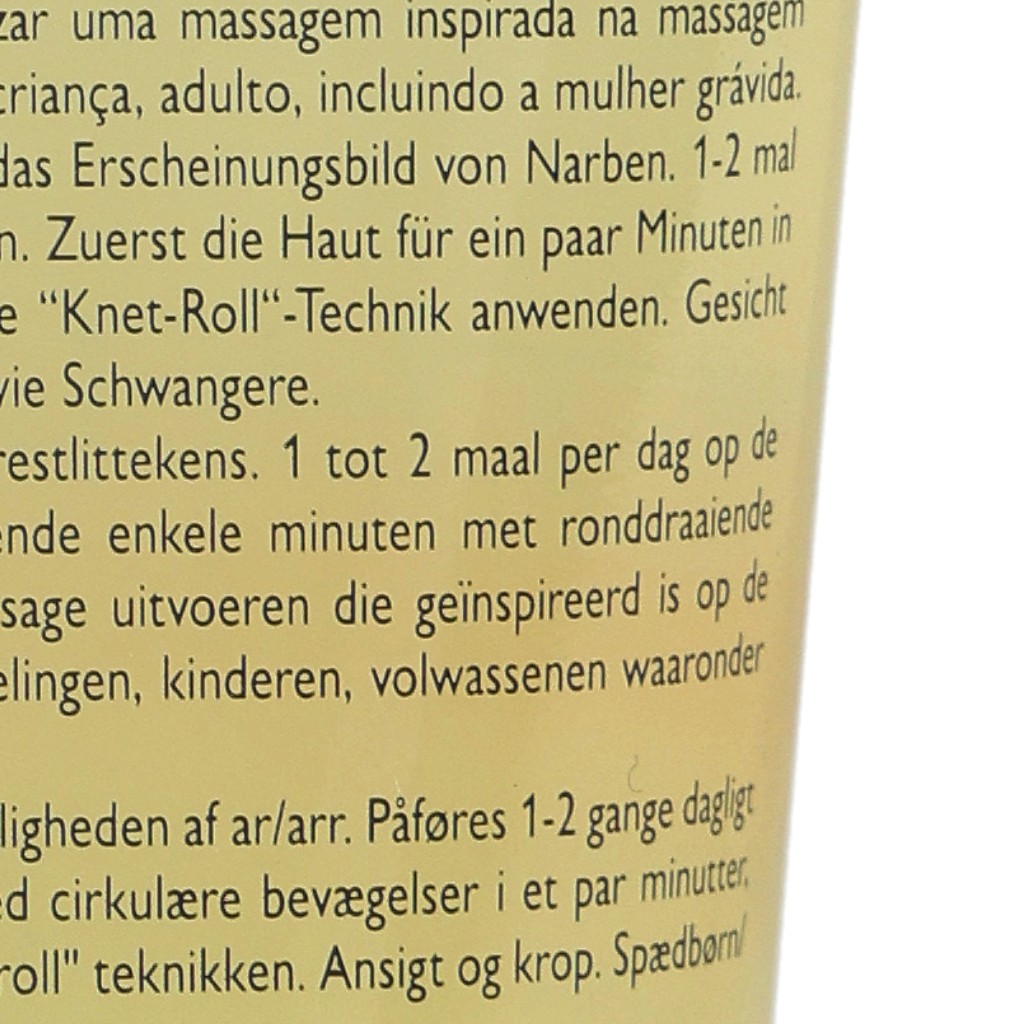 zar uma massagem inspirada na massagem
criança, adulto, incluindo a mulher grávida.
das Erscheinungsbild von Narben. 1-2 mal
n. Zuerst die Haut für ein paar Minuten in
e “Knet-Roll“-Technik anwenden. Gesicht
wie Schwangere.
restlittekens. 1 tot 2 maal per dag op de
ende enkele minuten met ronddraaiende
sage uitvoeren die geïnspireerd is op de
elingen, kinderen, volwassenen waaronder
ligheden af ar/arr. Påføres 1-2 gange dagligt
ed cirkulære bevægelser i et par minutter,
roll" teknikken. Ansigt og krop. Spædbørn/